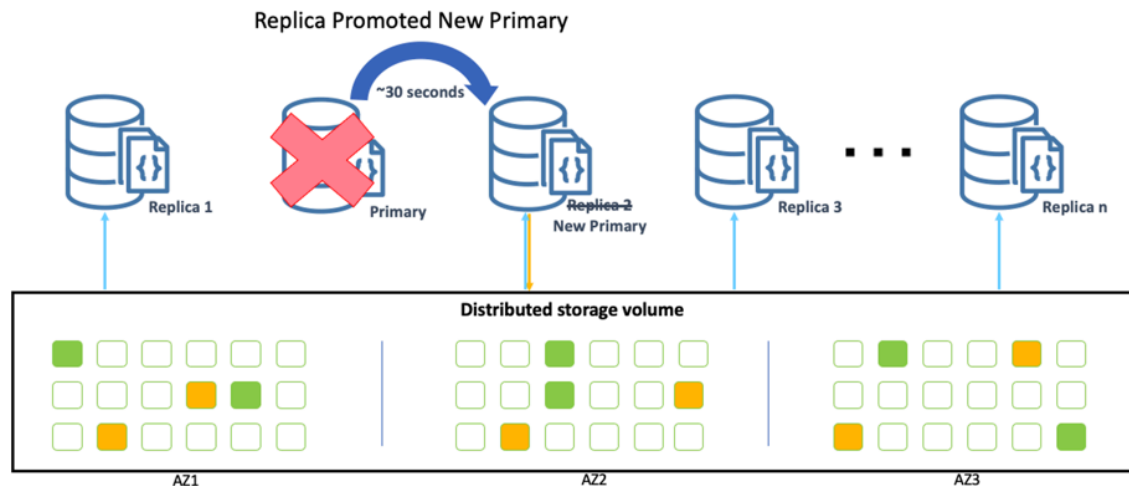 Replica Promoted New Primary
~30 seconds
{} Replica 1
Primary
{} Replica 2
New Primary
{} Replica 3
...
{} Replica n
Distributed storage volume
AZ1
AZ2
AZ3